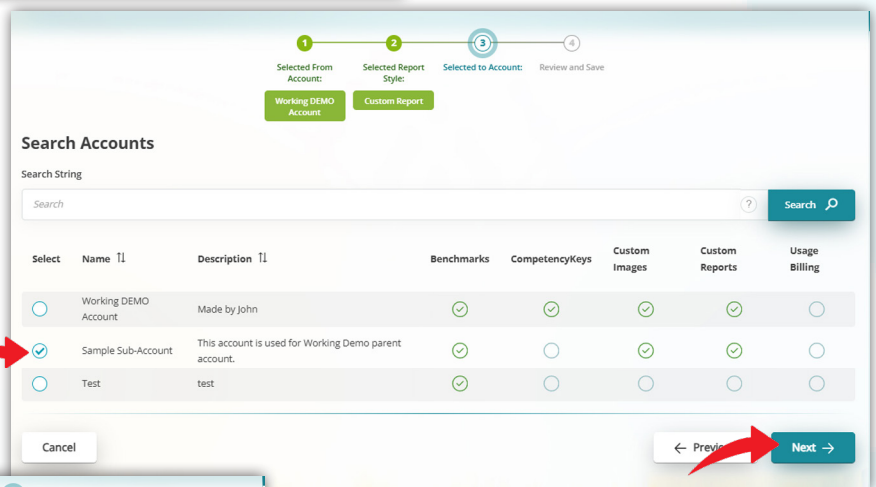 1 2 3 4
Selected From Account: Selected Report Style: Selected to Account: Review and Save
Working DEMO Account Custom Report
Search Accounts
Search String
Search ? Search
Select Name Description Benchmarks CompetencyKeys Custom Images Custom Reports Usage Billing
Working DEMO Account Made by John
Sample Sub-Account This account is used for Working Demo parent account.
Test test
Cancel ← Next →